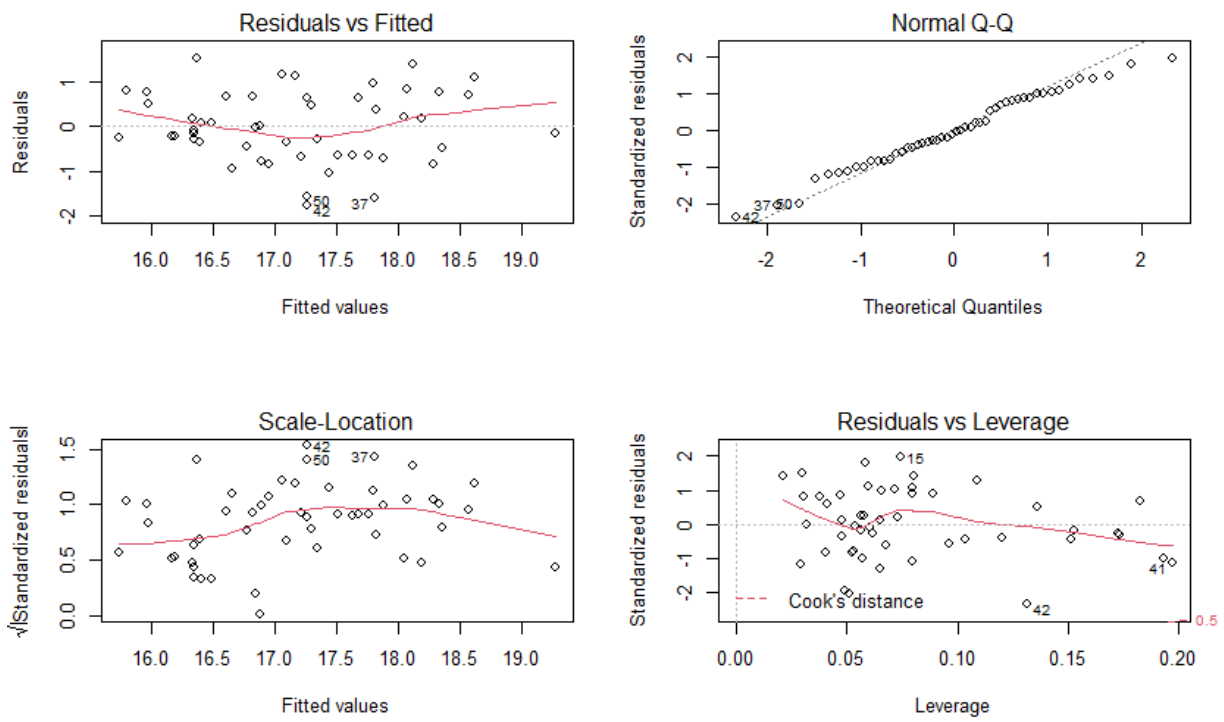 Residuals vs Fitted
Residuals
1
0
-1
-2
50
42
37
16.0 16.5 17.0 17.5 18.0 18.5 19.0
Fitted values
Normal Q-Q
Standardized residuals
2
1
0
-1
-2
37
50
42
-2 -1 0 1 2
Theoretical Quantiles
Scale-Location
√|Standardized residuals|
1.5
1.0
0.5
0.0
42
50
37
16.0 16.5 17.0 17.5 18.0 18.5 19.0
Fitted values
Residuals vs Leverage
Standardized residuals
2
1
0
-1
-2
15
41
42
Cook's distance
0.5
0.00 0.05 0.10 0.15 0.20
Leverage